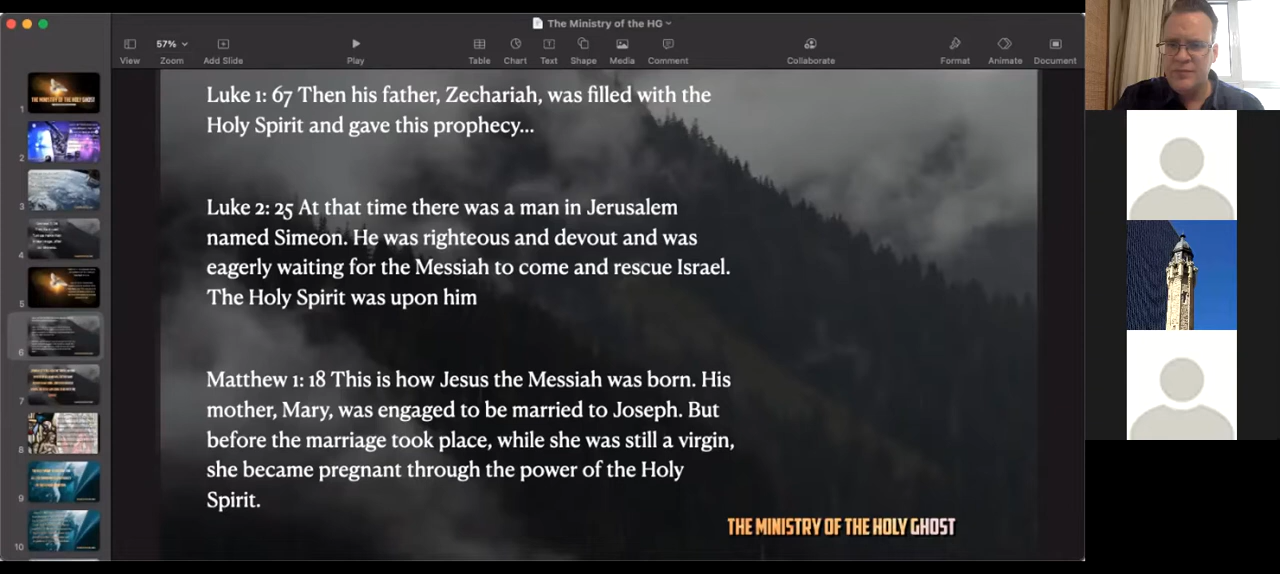 The Ministry of the HG
57%
View
Zoom
Add Slide
Play
Table
Chart
Text
Shape
Media
Comment
Collaborate
Format
Animate
Document
1
THE MINISTRY OF THE HOLY GHOST
2
3
4
5
6
7
8
9
10
Luke 1: 67 Then his father, Zechariah, was filled with the
Holy Spirit and gave this prophecy...
Luke 2: 25 At that time there was a man in Jerusalem
named Simeon. He was righteous and devout and was
eagerly waiting for the Messiah to come and rescue Israel.
The Holy Spirit was upon him
Matthew 1: 18 This is how Jesus the Messiah was born. His
mother, Mary, was engaged to be married to Joseph. But
before the marriage took place, while she was still a virgin,
she became pregnant through the power of the Holy
Spirit.
THE MINISTRY OF THE HOLY GHOST